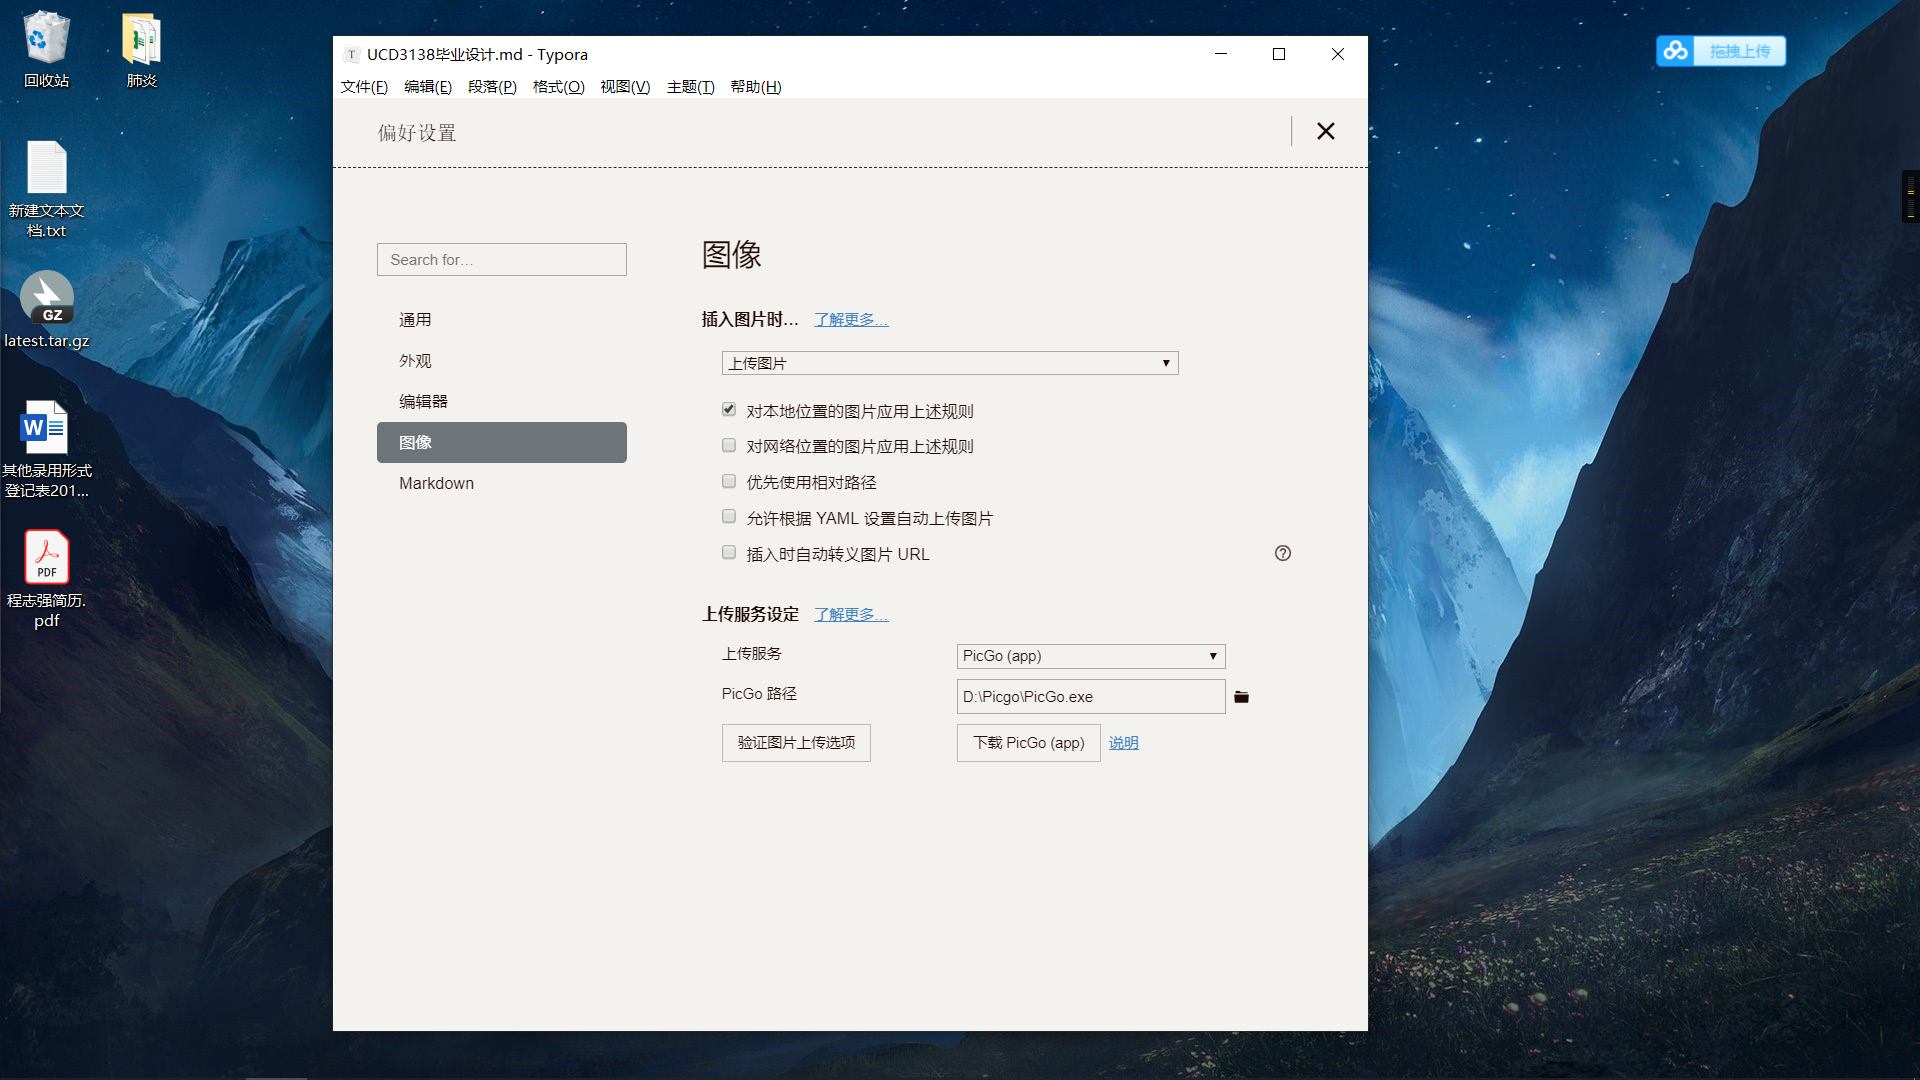 回收站
肺炎
新建文本文
档.txt
GZ
latest.tar.gz
W
其他录用形式
登记表201...
PDF
程志强简历.
pdf
T UCD3138毕业设计.md - Typora
文件(F) 编辑(E) 段落(P) 格式(O) 视图(V) 主题(T) 帮助(H)
偏好设置
Search for...
通用
外观
编辑器
图像
Markdown
图像
插入图片时... 了解更多...
上传图片
对本地位置的图片应用上述规则
对网络位置的图片应用上述规则
优先使用相对路径
允许根据 YAML 设置自动上传图片
插入时自动转义图片 URL
上传服务设定 了解更多...
上传服务 PicGo (app)
PicGo 路径 D:\Picgo\PicGo.exe
验证图片上传选项 下载 PicGo (app) 说明
拖拽上传